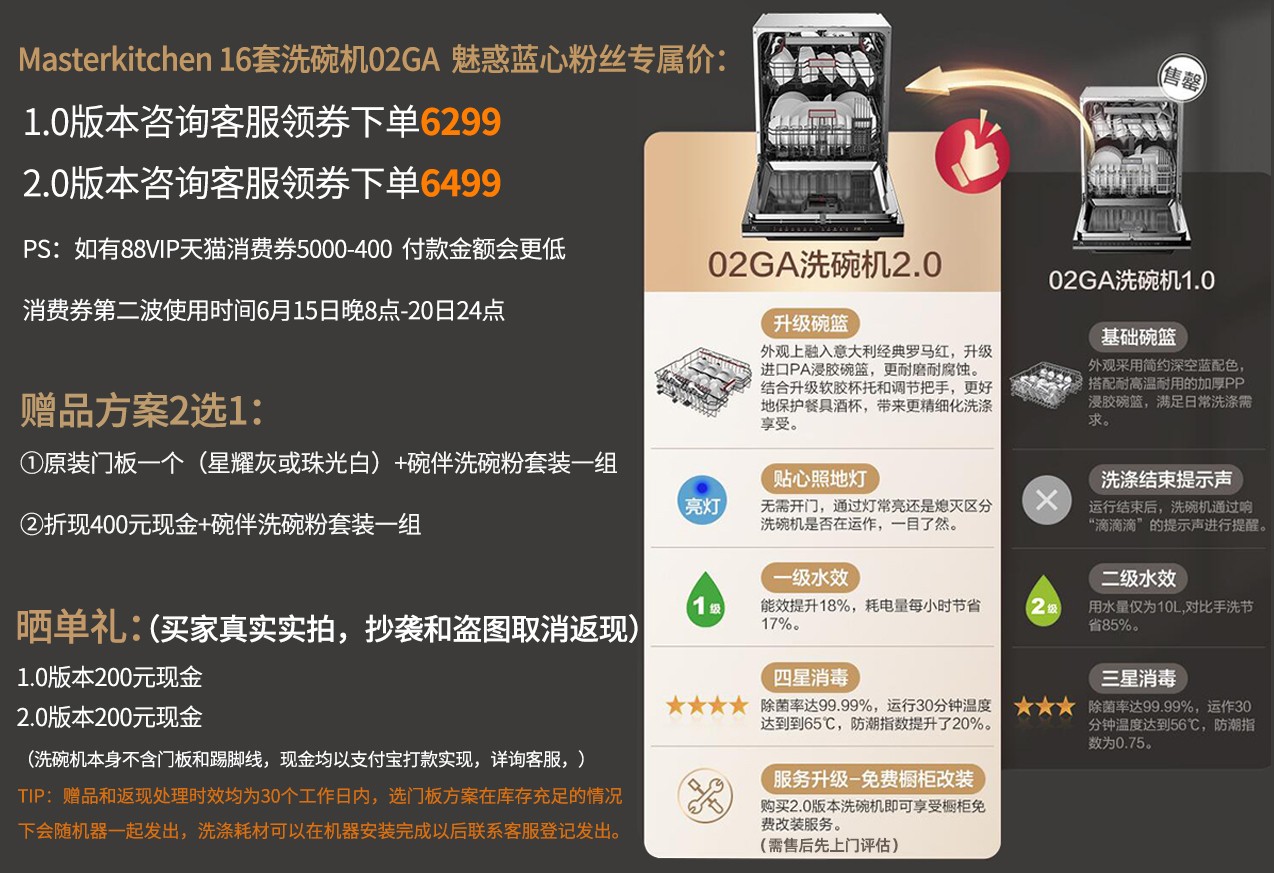 Masterkitchen 16套洗碗机02GA 魅惑蓝心粉丝专属价：
1.0版本咨询客服领券下单6299
2.0版本咨询客服领券下单6499
PS：如有88VIP天猫消费券5000-400 付款金额会更低
消费券第二波使用时间6月15日晚8点-20日24点
赠品方案2选1：
①原装门板一个（星耀灰或珠光白）+碗伴洗碗粉套装一组
②折现400元现金+碗伴洗碗粉套装一组
晒单礼：（买家真实实拍，抄袭和盗图取消返现）
1.0版本200元现金
2.0版本200元现金
（洗碗机本身不含门板和踢脚线，现金均以支付宝打款实现，详询客服，）
TIP：赠品和返现处理时效均为30个工作日内，选门板方案在库存充足的情况
下会随机器一起发出，洗涤耗材可以在机器安装完成以后联系客服登记发出。
02GA洗碗机2.0
升级碗篮
外观上融入意大利经典罗马红，升级
进口PA浸胶碗篮，更耐磨耐腐蚀。
结合升级软胶杯托和调节把手，更好
地保护餐具酒杯，带来更精细化洗涤
享受。
亮灯
贴心照地灯
无需开门，通过灯常亮还是熄灭区分
洗碗机是否在运作，一目了然。
1级
一级水效
能效提升18%，耗电量每小时节省
17%。
四星消毒
除菌率达99.99%，运行30分钟温度
达到到65℃，防潮指数提升了20%。
服务升级-免费橱柜改装
购买2.0版本洗碗机即可享受橱柜免
费改装服务。
（需售后先上门评估）
售罄
02GA洗碗机1.0
基础碗篮
外观采用简约深空蓝配色，
搭配耐高温耐用的加厚PP
浸胶碗篮，满足日常洗涤需
求。
洗涤结束提示声
运行结束后，洗碗机通过响
“滴滴滴”的提示声进行提醒。
2级
二级水效
用水量仅为10L,对比手洗节
省85%。
三星消毒
除菌率达99.99%，运作30
分钟温度达到56℃，防潮指
数为0.75。